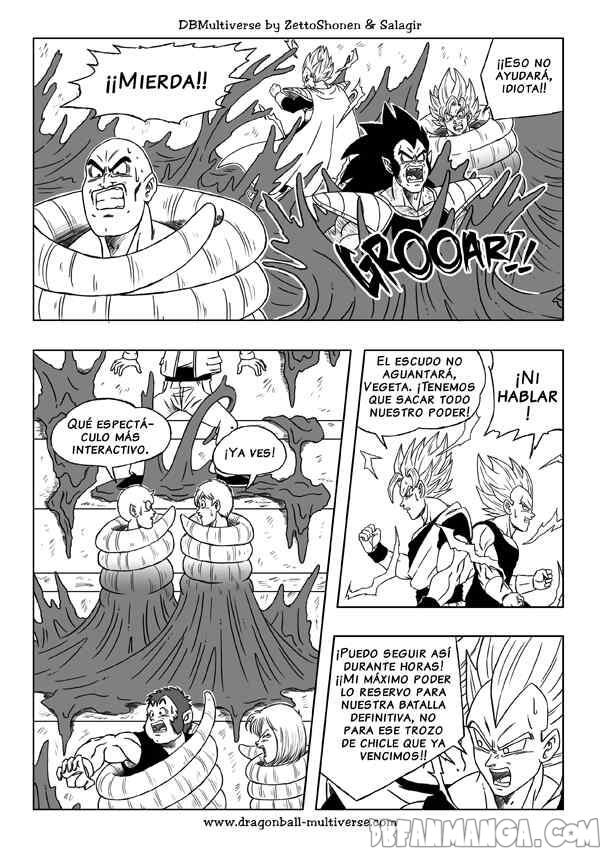 DBMultiverse by ZettoShonen & Salagir
¡¡Mierda!!
¡¡Eso no
ayudará,
idiota!!
GROOAR!!
Qué espectá-
culo más
interactivo.
¡Ya ves!
El escudo no
aguantará,
Vegeta. ¡Tenemos
que sacar todo
nuestro poder!
¡Ni
hablar
!
¡Puedo seguir así
durante horas!
¡¡Mi máximo poder
lo reservo para
nuestra batalla
definitiva, no
para ese trozo
de chicle que ya
vencimos!!
www.dragonball-multiverse.com
DBFANMANGA.COM